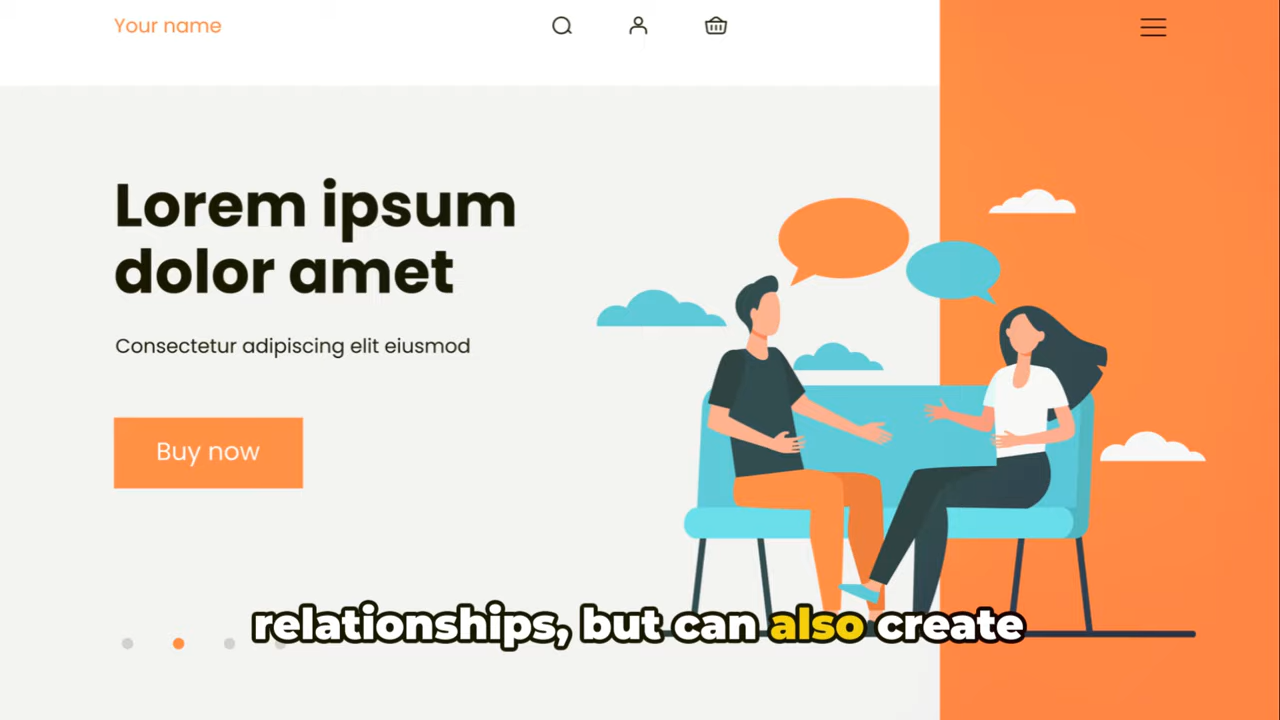 Your name
Lorem ipsum
dolor amet
Consectetur adipiscing elit eiusmod
Buy now
relationships, but can also create